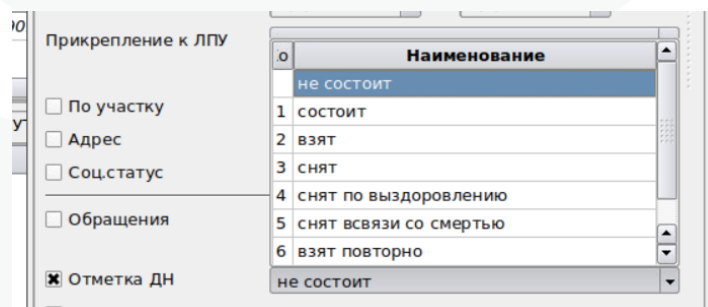 00
Прикрепление к ЛПУ
.о Наименование
не состоит
По участку
1 состоит
Адрес
2 взят
Соц.статус
3 снят
4 снят по выздоровлению
Обращения
5 снят всвязи со смертью
6 взят повторно
Отметка ДН
не состоит